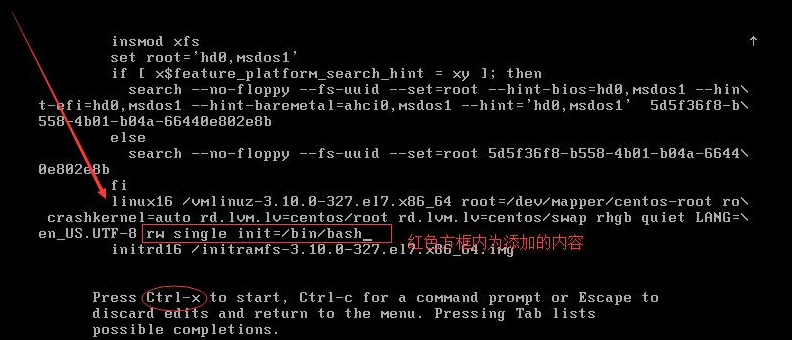 insmod xfs
set root='hd0,msdos1'
if [ x$feature_platform_search_hint = xy ]; then
search --no-floppy --fs-uuid --set=root --hint-bios=hd0,msdos1 --hin\
t-efi=hd0,msdos1 --hint-baremetal=ahci0,msdos1 --hint='hd0,msdos1'  5d5f36f8-b\
558-4b01-b04a-66440e802e8b
else
search --no-floppy --fs-uuid --set=root 5d5f36f8-b558-4b01-b04a-6644\
0e802e8b
fi
linux16 /vmlinuz-3.10.0-327.el7.x86_64 root=/dev/mapper/centos-root ro\
crashkernel=auto rd.lvm.lv=centos/root rd.lvm.lv=centos/swap rhgb quiet LANG=\
en_US.UTF-8 rw single init=/bin/bash_
红色方框内为添加的内容
initrd16 /initramfs-3.10.0-327.el7.x86_64.img
Press Ctrl-x to start, Ctrl-c for a command prompt or Escape to
discard edits and return to the menu. Pressing Tab lists
possible completions.